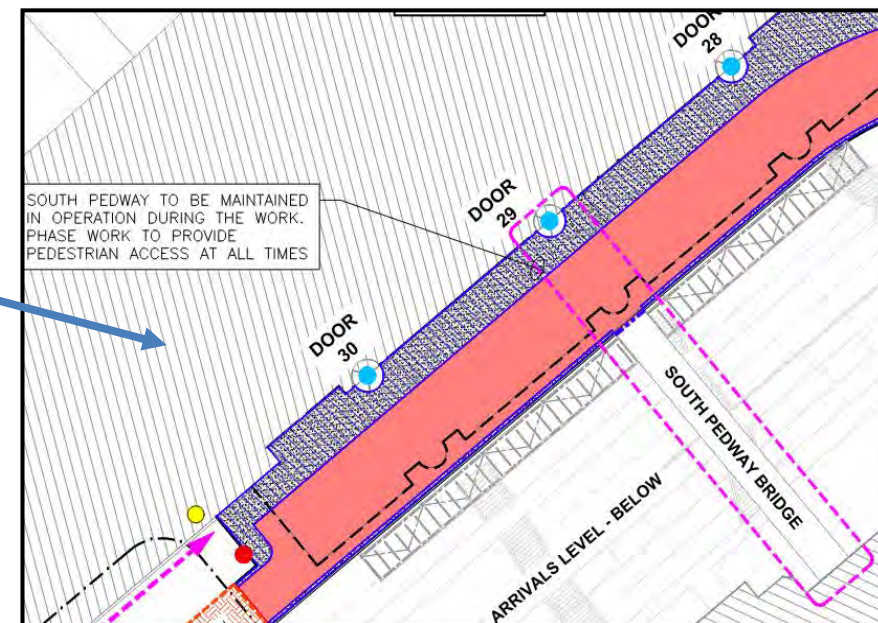 DOOR
28
SOUTH PEDWAY TO BE MAINTAINED
IN OPERATION DURING THE WORK.
PHASE WORK TO PROVIDE
PEDESTRIAN ACCESS AT ALL TIMES
DOOR
29
DOOR
30
SOUTH PEDWAY BRIDGE
ARRIVALS LEVEL - BELOW